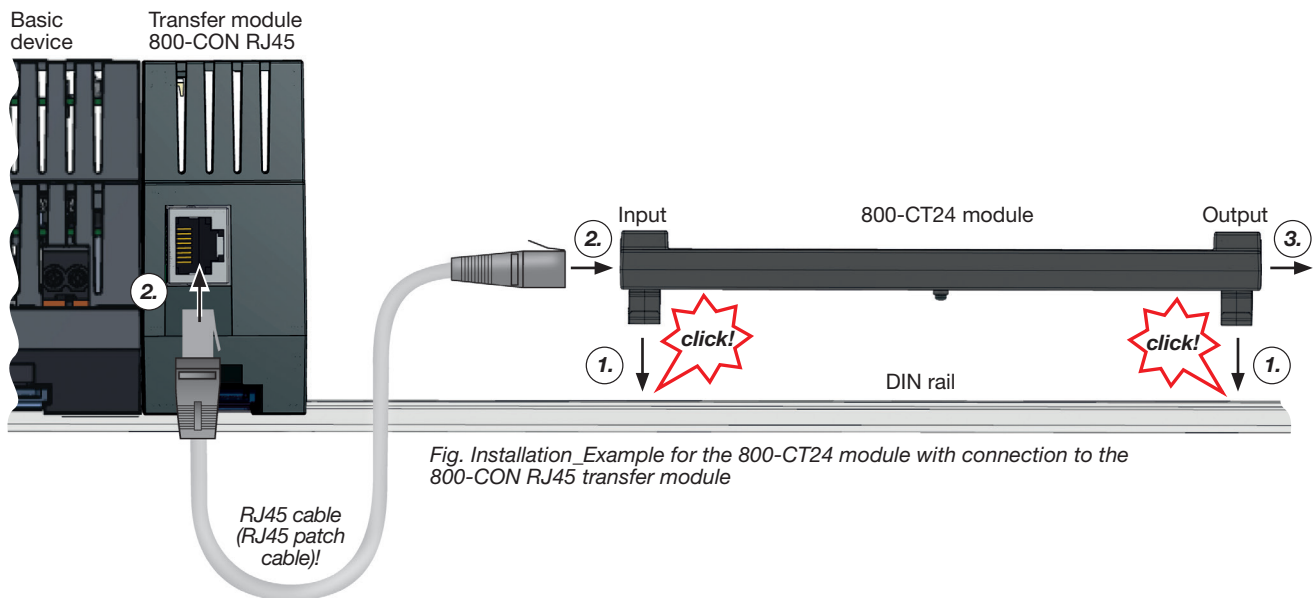 Basic
device
Transfer module
800-CON RJ45
Input
800-CT24 module
Output
2.
3.
2.
click!
click!
1.
1.
DIN rail
Fig. Installation_Example for the 800-CT24 module with connection to the
800-CON RJ45 transfer module
RJ45 cable
(RJ45 patch
cable)!